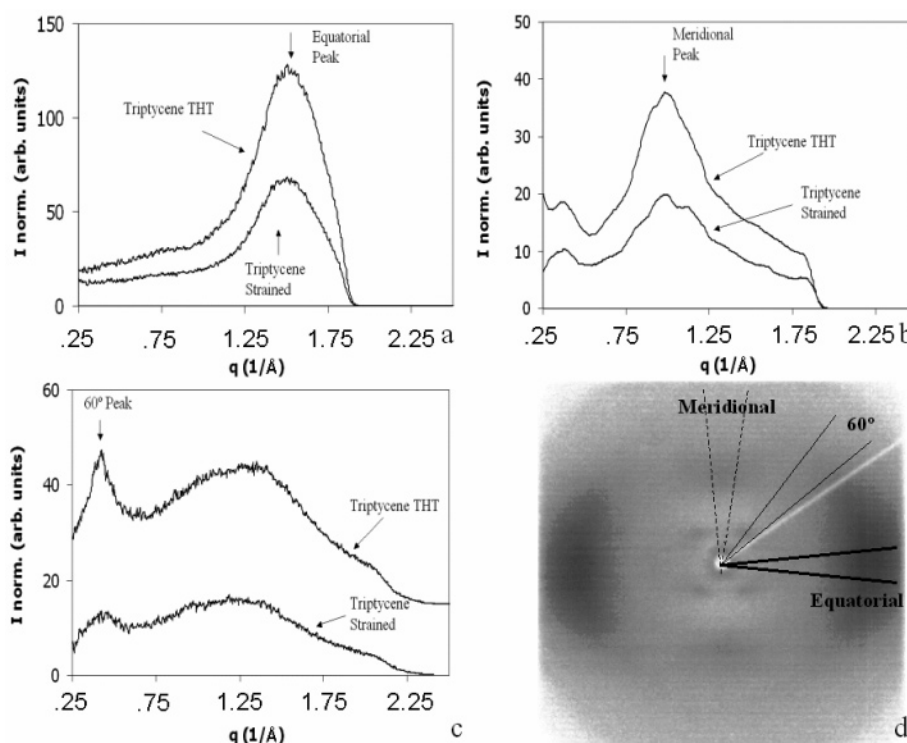 150
100
50
0
I norm. (arb. units)
Equatorial
Peak
Triptycene THT
Triptycene
Strained
.25 .75 1.25 1.75 2.25
q (1/Å)
a
50
40
30
20
10
0
I norm. (arb. units)
Meridional
Peak
Triptycene THT
Triptycene
Strained
.25 .75 1.25 1.75 2.25
q (1/Å)
b
60
40
20
0
I norm. (arb. units)
60º Peak
Triptycene THT
Triptycene
Strained
.25 .75 1.25 1.75 2.25
q (1/Å)
c
Meridional
60º
Equatorial
d